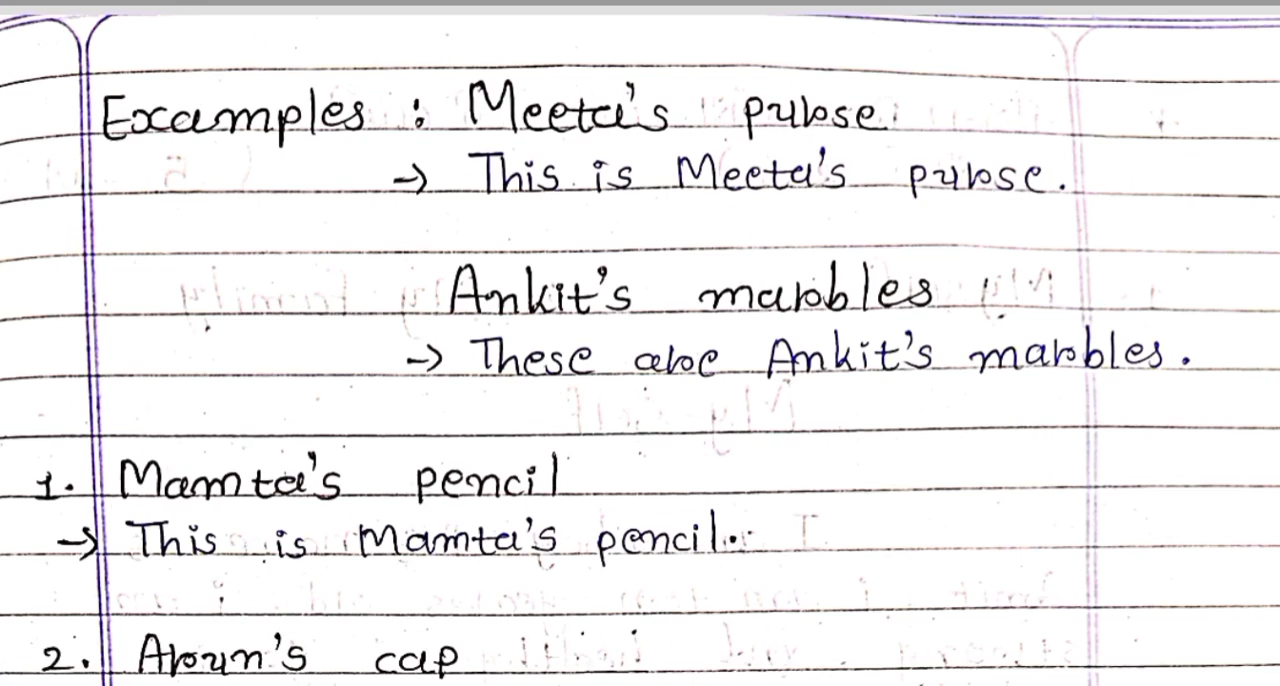 Examples : Meeta's purse
→ This is Meeta's purse.
Ankit's marbles
→ These are Ankit's marbles.
1. Mamta's pencil
→ This is Mamta's pencil.
2. Arun's cap